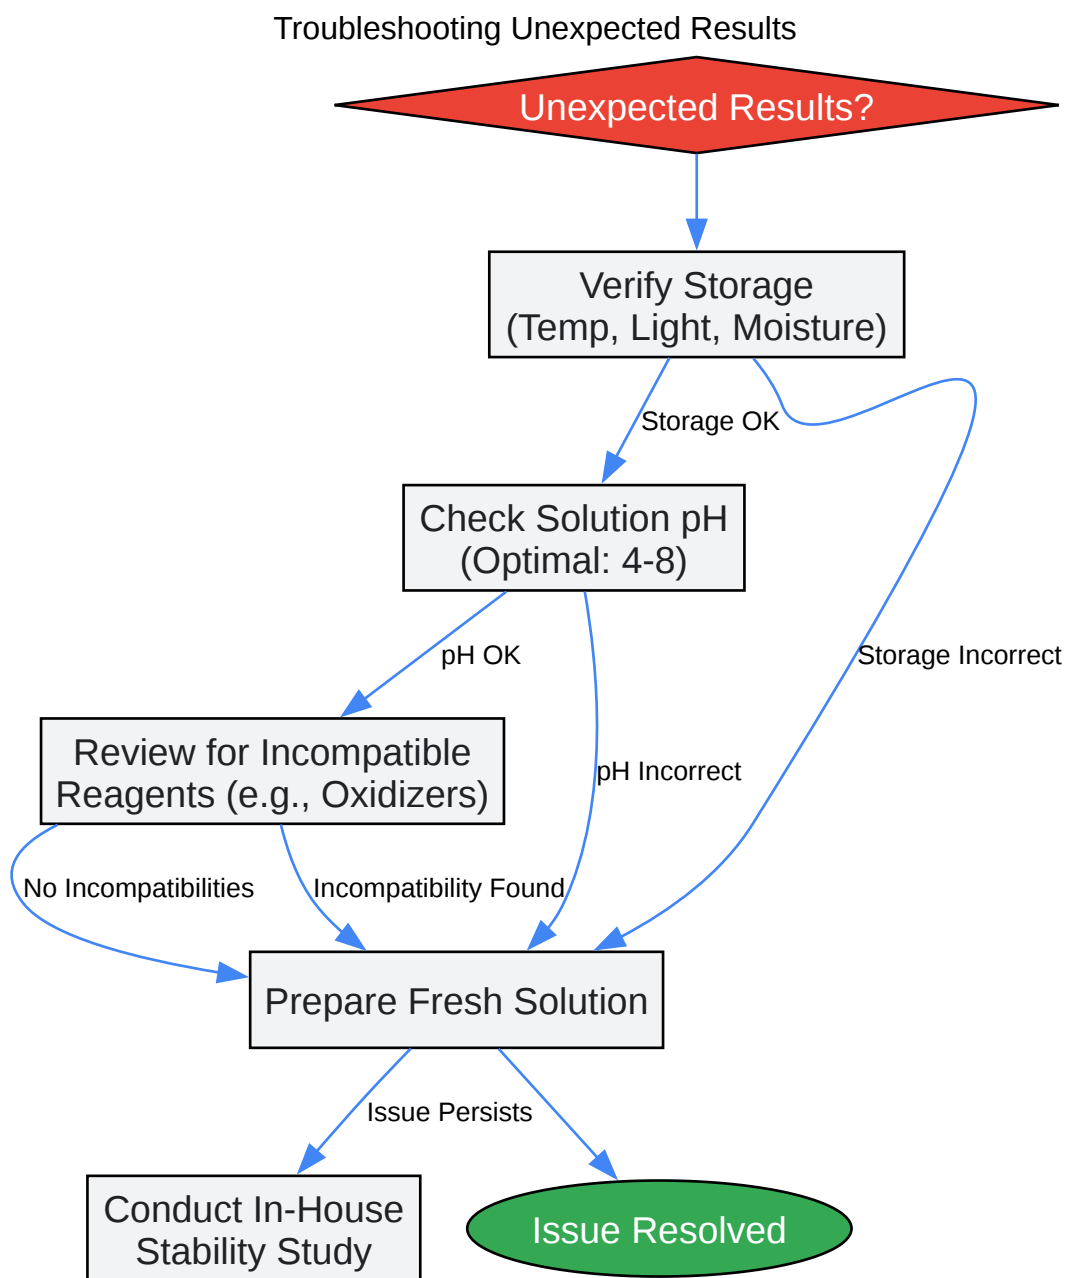 Troubleshooting Unexpected Results
Unexpected Results?
Verify Storage
(Temp, Light, Moisture)
Storage OK
Check Solution pH
(Optimal: 4-8)
pH OK
Storage Incorrect
Review for Incompatible
Reagents (e.g., Oxidizers)
pH Incorrect
No Incompatibilities
Incompatibility Found
Prepare Fresh Solution
Issue Persists
Conduct In-House
Stability Study
Issue Resolved